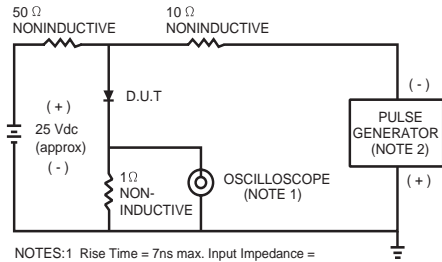 50 Ω
NONINDUCTIVE
10 Ω
NONINDUCTIVE
(+)
25 Vdc
(approx)
(-)
D.U.T
1Ω
NON-
INDUCTIVE
OSCILLOSCOPE
(NOTE 1)
(-)
PULSE
GENERATOR
(NOTE 2)
(+)
NOTES:1 Rise Time = 7ns max. Input Impedance =